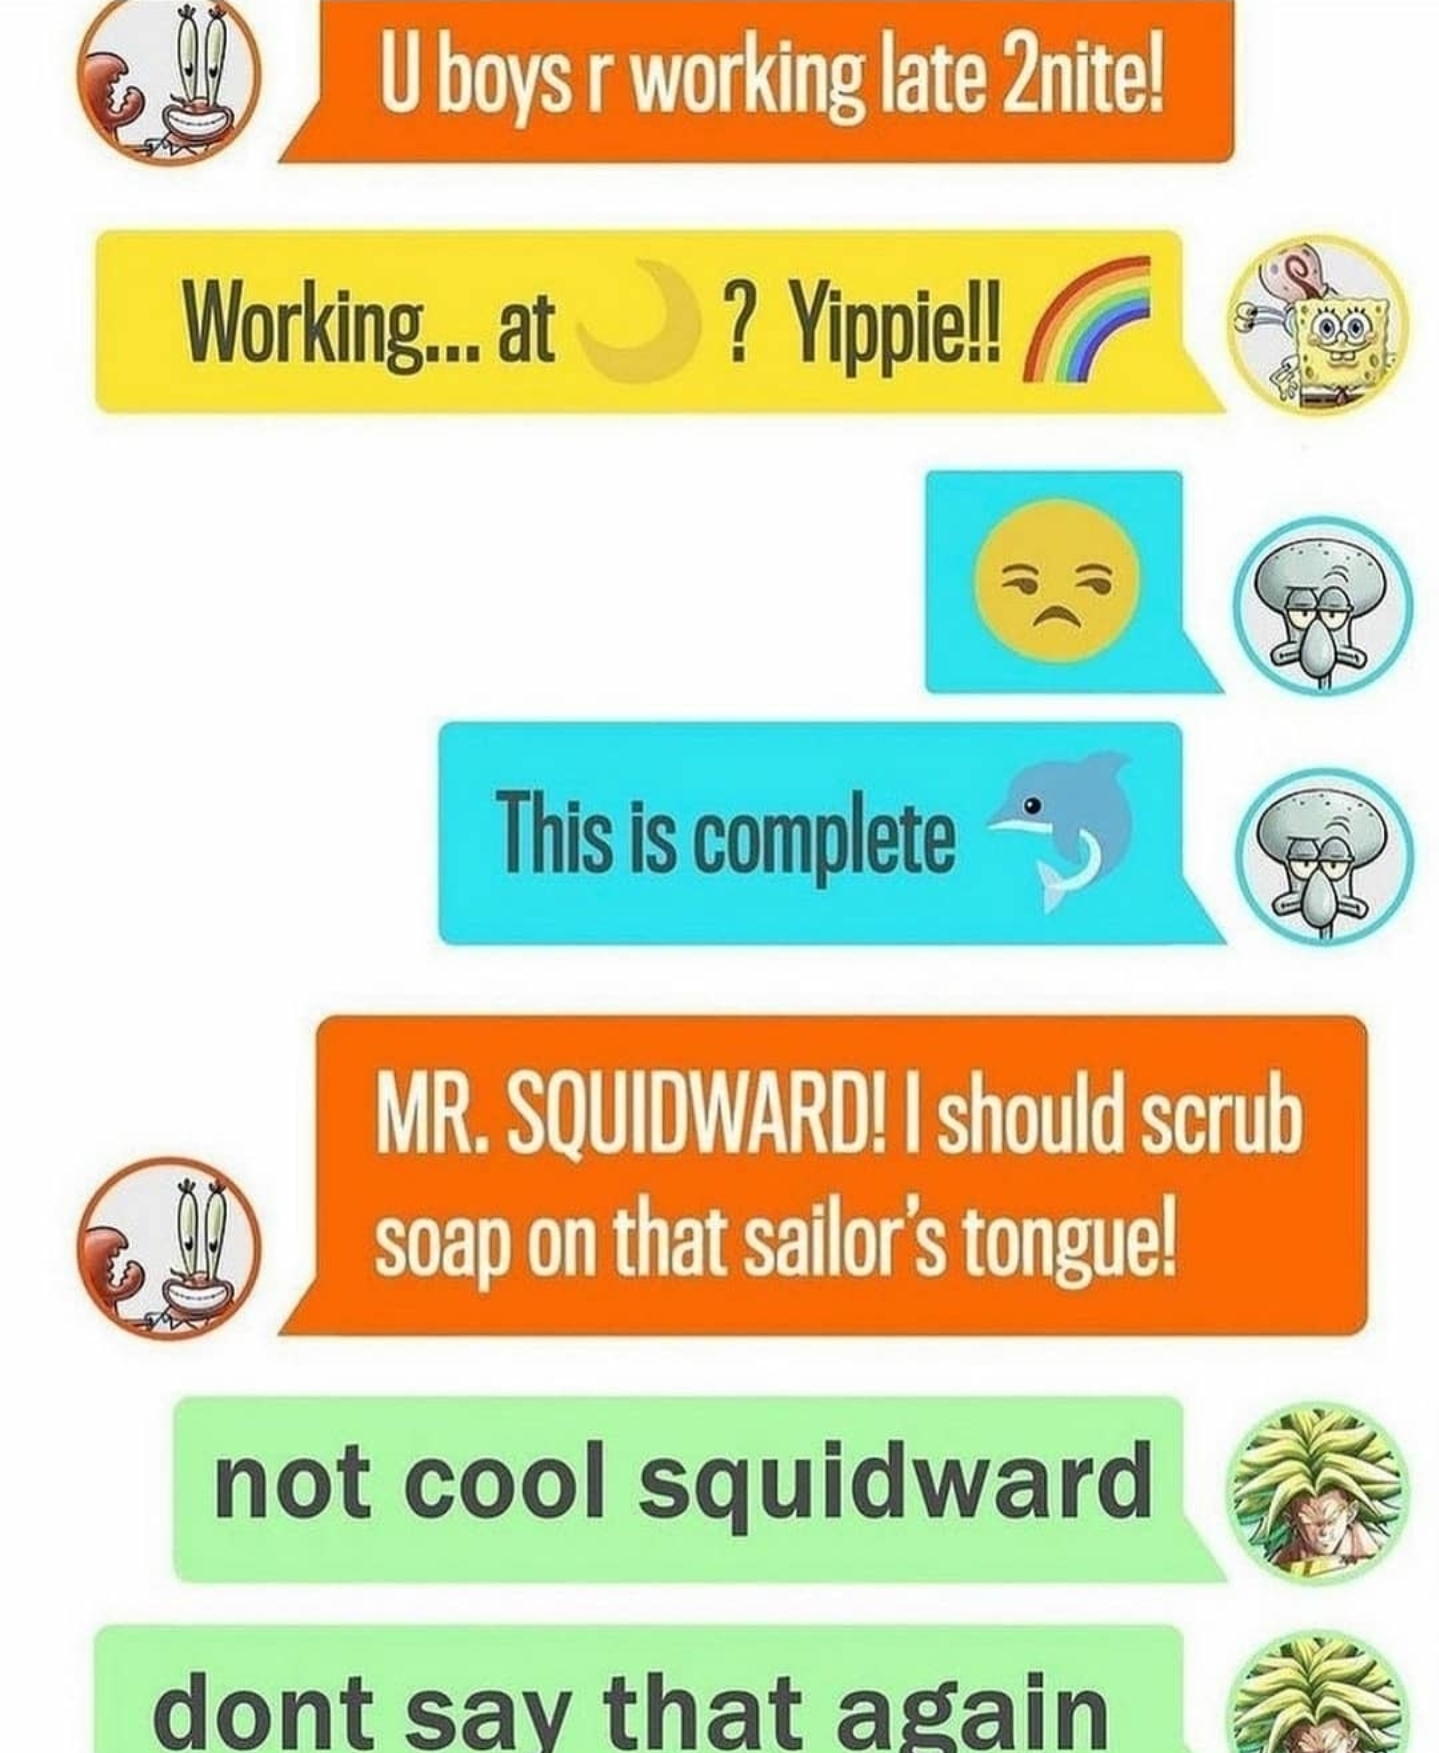 U boys r working late 2nite!
Working... at 🌙 ? Yippie!! 🌈
😒
This is complete 🐬
MR. SQUIDWARD! I should scrub
soap on that sailor's tongue!
not cool squidward
dont say that again